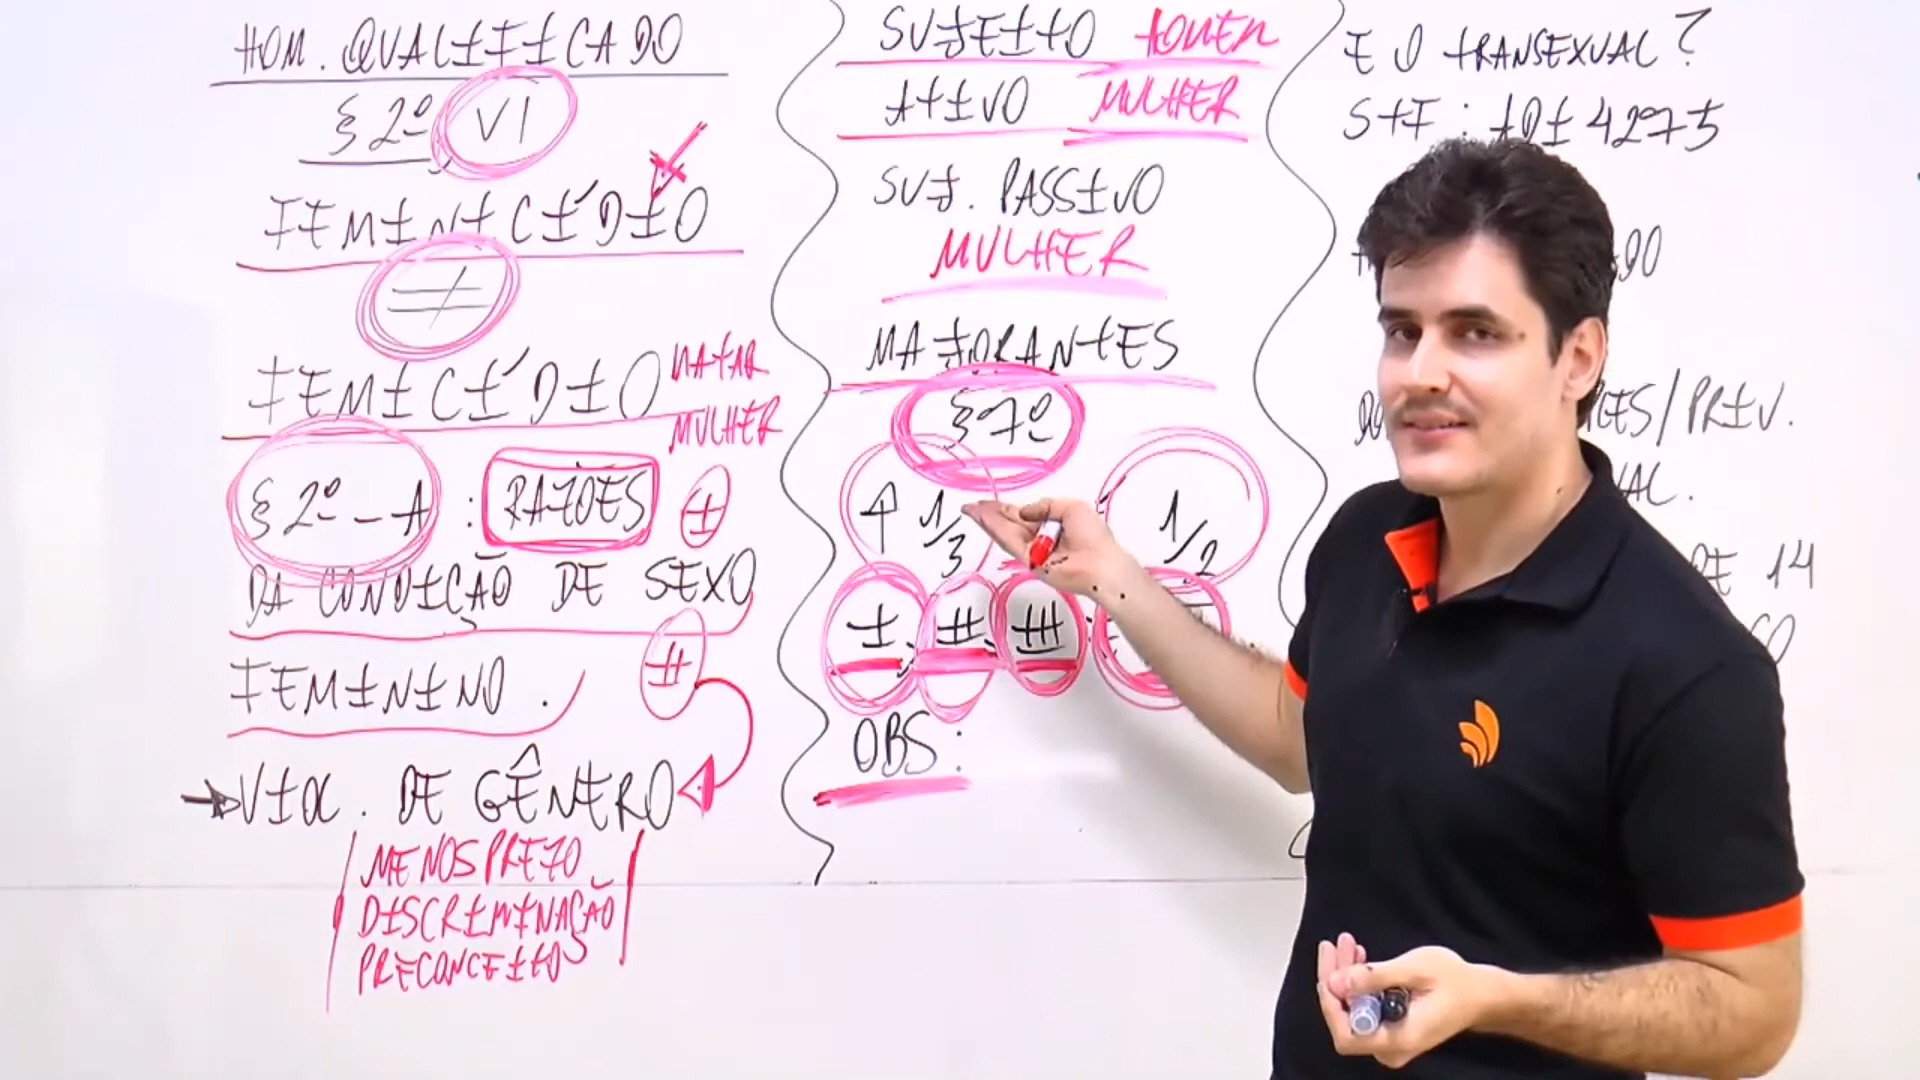 HOM. QUALIFICADO
§ 2º, VI
FEMINICÍDIO
≠
FEMICÍDIO MATAR
MULHER
§ 2º-A : RAZÕES I
DA CONDIÇÃO DE SEXO
FEMININO. II
VIOL. DE GÊNERO
MENOSPREZO
DISCRIMINAÇÃO
PRECONCEITO
SUJEITO HOMEM
ATIVO MULHER
SUJ. PASSIVO
MULHER
MAJORANTES
§ 7º
↑ 1/3 1/2
I, II, III
OBS:
E O TRANSEXUAL?
STF: ADI 4275
/PRIV.
14